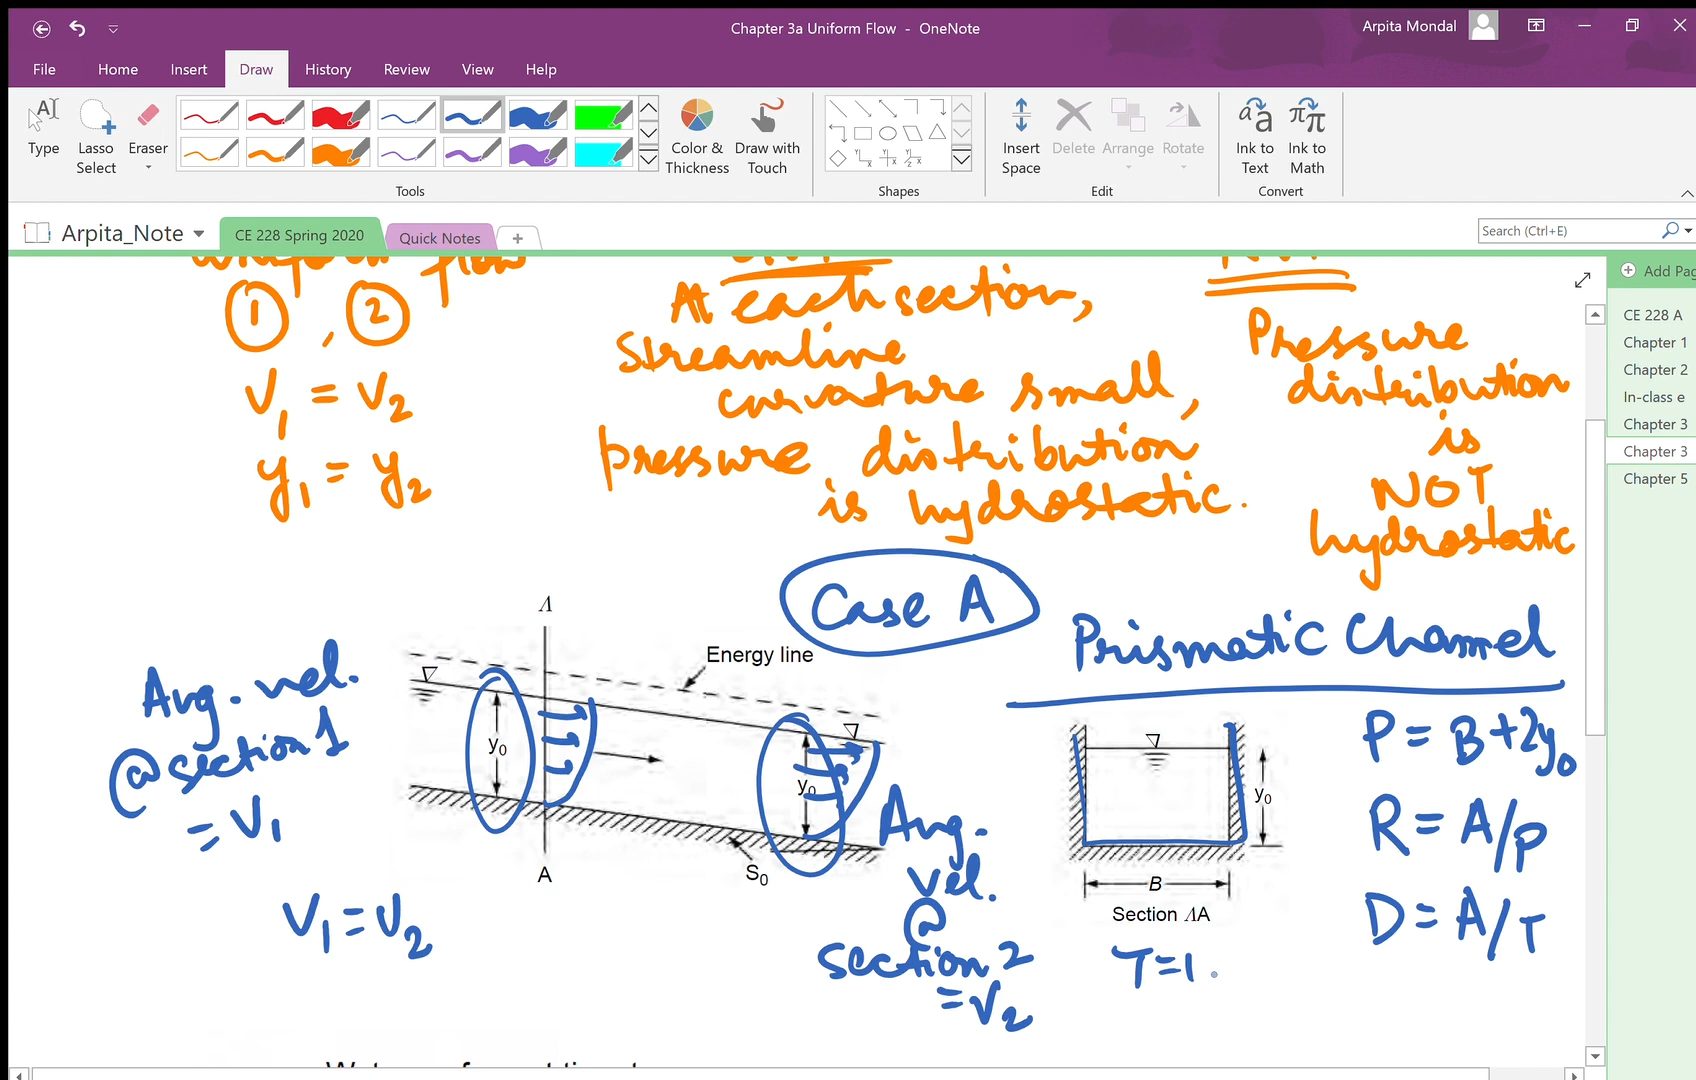 Chapter 3a Uniform Flow - OneNote
Arpita Mondal
File Home Insert Draw History Review View Help
Type
Lasso Select
Eraser
Color & Thickness
Draw with Touch
Insert Space
Delete
Arrange
Rotate
Ink to Text
Ink to Math
Tools
Shapes
Edit
Convert
Arpita_Note
CE 228 Spring 2020
Quick Notes
Search (Ctrl+E)
Add Pag
CE 228 A
Chapter 1
Chapter 2
In-class e
Chapter 3
Chapter 3
Chapter 5
uniform flow
1 , 2
V1 = V2
y1 = y2
At each section,
streamline
curvature small,
pressure distribution
is hydrostatic.
Pressure
distribution
is
NOT
hydrostatic
Case A
Prismatic Channel
Avg. vel.
@ section 1
= V1
V1 = V2
A
Energy line
y0
y0
A
S0
Avg.
vel.
@
section 2
= V2
y0
B
Section AA
T=1
P = B+2y0
R = A/P
D = A/T